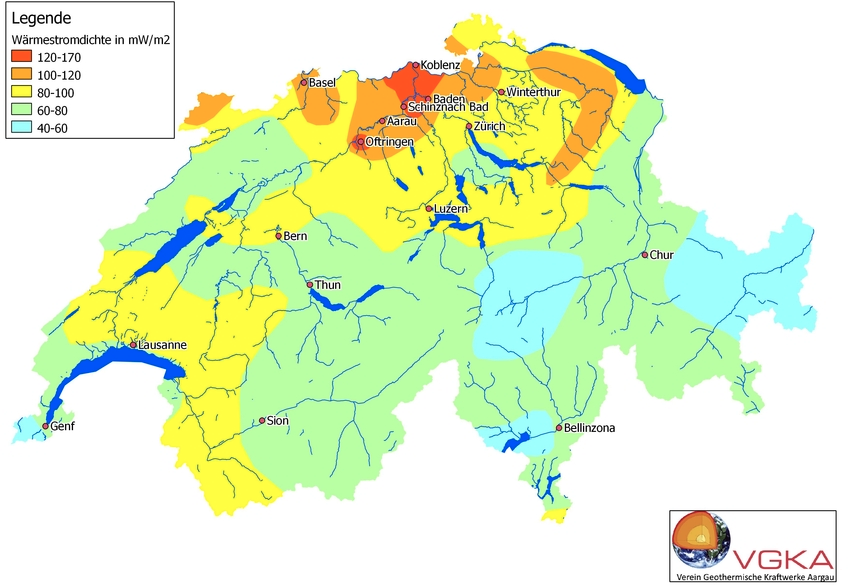 Legende
Wärmestromdichte in mW/m2
120-170
100-120
80-100
60-80
40-60
Koblenz
Basel
Winterthur
Baden
Schinznach Bad
Aarau
Zürich
Oftringen
Luzern
Bern
Chur
Thun
Lausanne
Sion
Genf
Bellinzona
VGKA
Verein Geothermische Kraftwerke Aargau